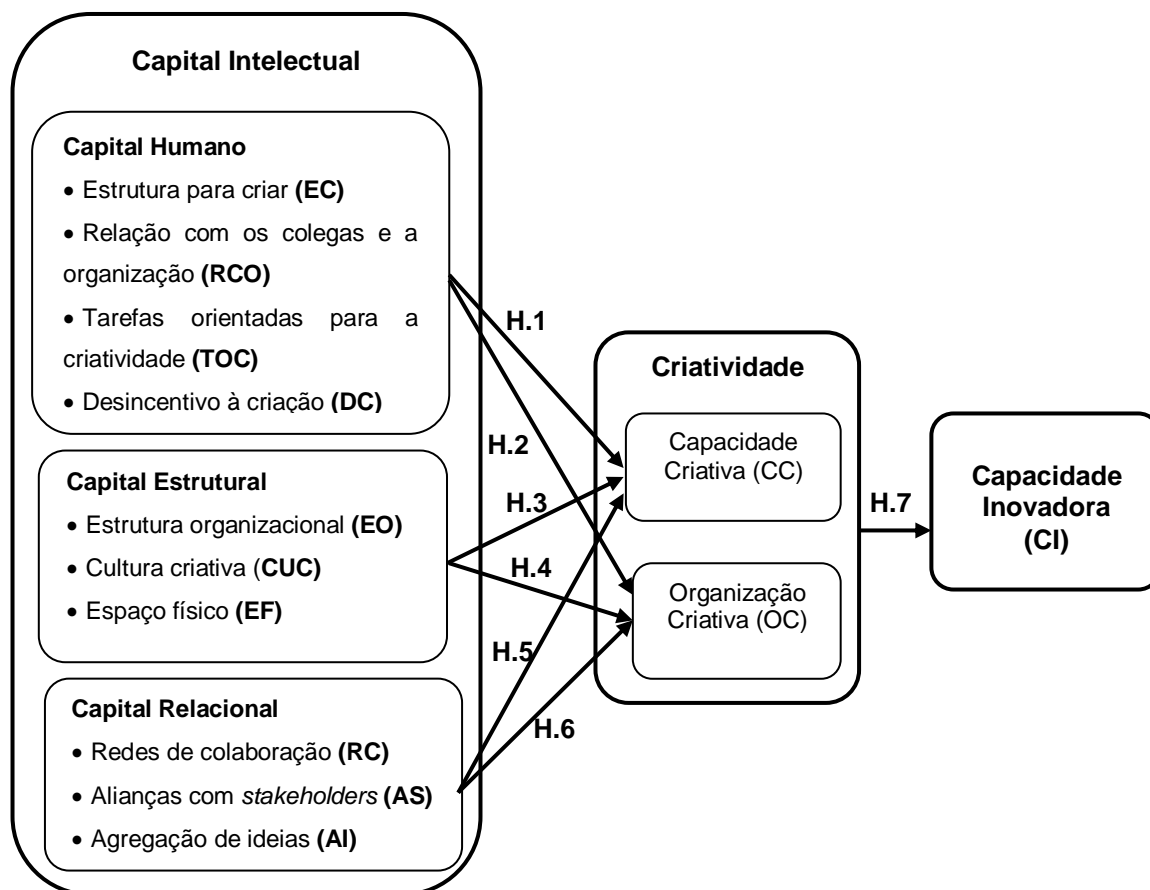 Capital Intelectual
Capital Humano
• Estrutura para criar (EC)
• Relação com os colegas e a
organização (RCO)
• Tarefas orientadas para a
criatividade (TOC)
• Desincentivo à criação (DC)
Capital Estrutural
• Estrutura organizacional (EO)
• Cultura criativa (CUC)
• Espaço físico (EF)
Capital Relacional
• Redes de colaboração (RC)
• Alianças com stakeholders (AS)
• Agregação de ideias (AI)
H.1
H.2
H.3
H.4
H.5
H.6
Criatividade
Capacidade
Criativa (CC)
Organização
Criativa (OC)
H.7
Capacidade
Inovadora
(CI)